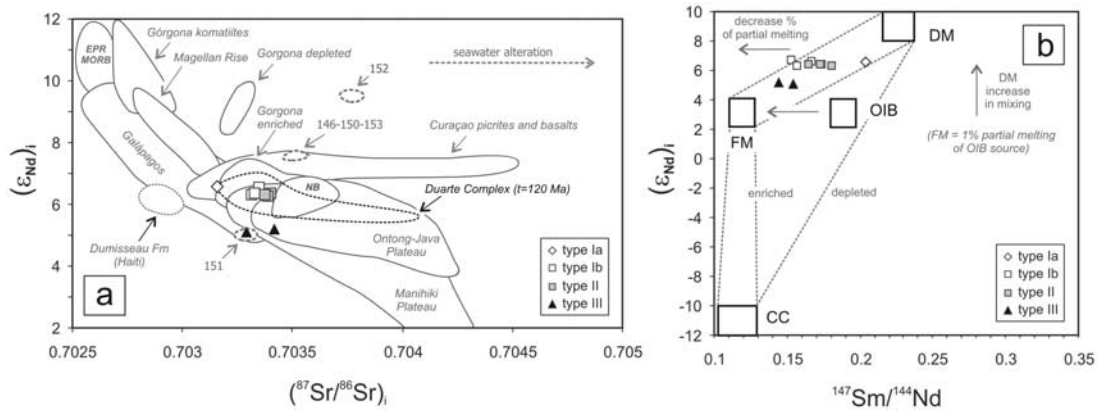 12
10
8
6
4
2
(εNd)i
0.7025
0.703
0.7035
0.704
0.7045
0.705
(87Sr/86Sr)i
EPR
MORB
Górgona komatiites
Magellan Rise
Gorgona depleted
152
seawater alteration
Gorgona
enriched
146-150-153
Curaçao picrites and basalts
Galápagos
NB
Duarte Complex (t=120 Ma)
Dumisseau Fm
(Haiti)
151
Ontong-Java
Plateau
Manihiki
Plateau
a
type Ia
type Ib
type II
type III
10
8
6
4
2
0
-2
-4
-6
-8
-10
-12
(εNd)i
0.1
0.15
0.2
0.25
0.3
0.35
147Sm/144Nd
decrease %
of partial melting
DM
b
DM
increase
in mixing
OIB
FM
(FM = 1% partial melting
of OIB source)
enriched
depleted
CC
type Ia
type Ib
type II
type III